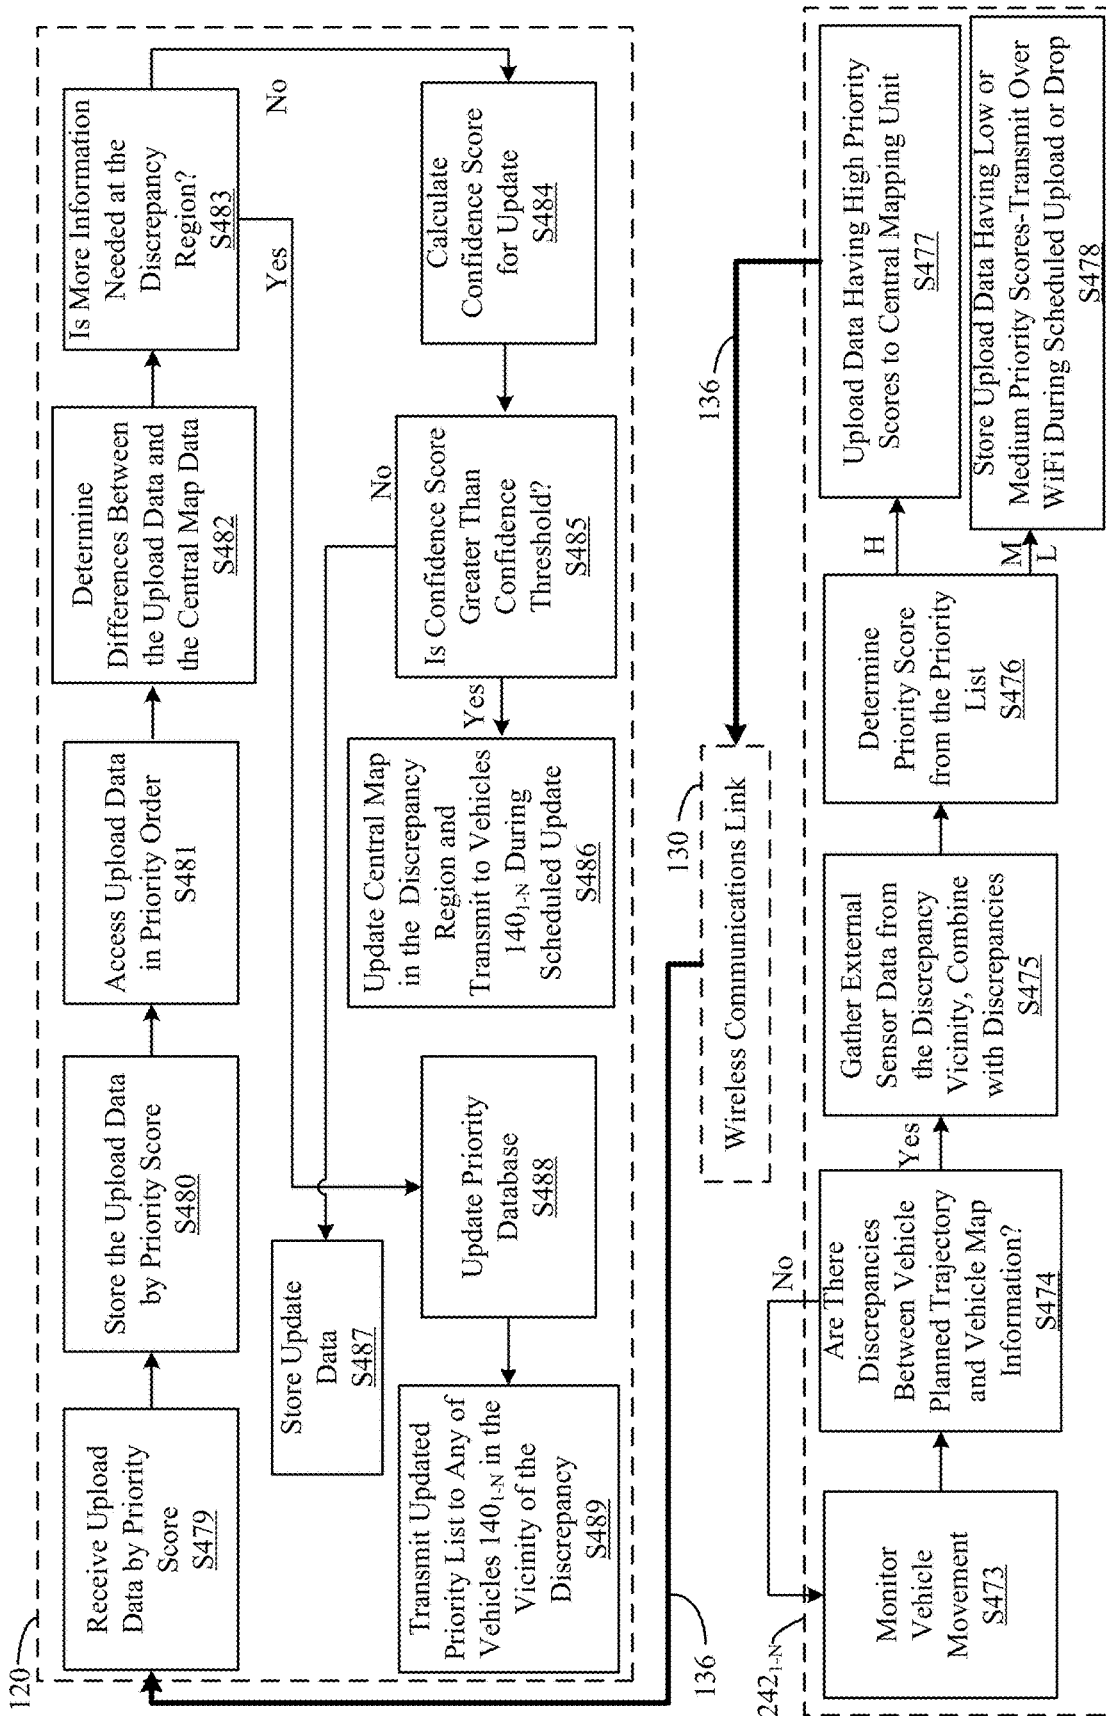 120
Receive Upload
Data by Priority
Score
S479
Store the Upload Data
by Priority Score
S480
Access Upload Data
in Priority Order
S481
Determine
Differences Between
the Upload Data and
the Central Map Data
S482
Is More Information
Needed at the
Discrepancy
Region?
S483
Yes
No
Calculate
Confidence Score
for Update
S484
Is Confidence Score
Greater Than
Confidence
Threshold?
S485
No
Yes
Update Central Map
in the Discrepancy
Region and
Transmit to Vehicles
140₁₋N During
Scheduled Update
S486
Store Update
Data
S487
Update Priority
Database
S488
Transmit Updated
Priority List to Any of
Vehicles 140₁₋N in the
Vicinity of the
Discrepancy
S489
136
130
Wireless Communications Link
136
242₁₋N
Monitor
Vehicle
Movement
S473
No
Are There
Discrepancies
Between Vehicle
Planned Trajectory
and Vehicle Map
Information?
S474
Yes
Gather External
Sensor Data from
the Discrepancy
Vicinity, Combine
with Discrepancies
S475
Determine
Priority Score
from the Priority
List
S476
H
M
L
Upload Data Having High Priority
Scores to Central Mapping Unit
S477
Store Upload Data Having Low or
Medium Priority Scores-Transmit Over
WiFi During Scheduled Upload or Drop
S478